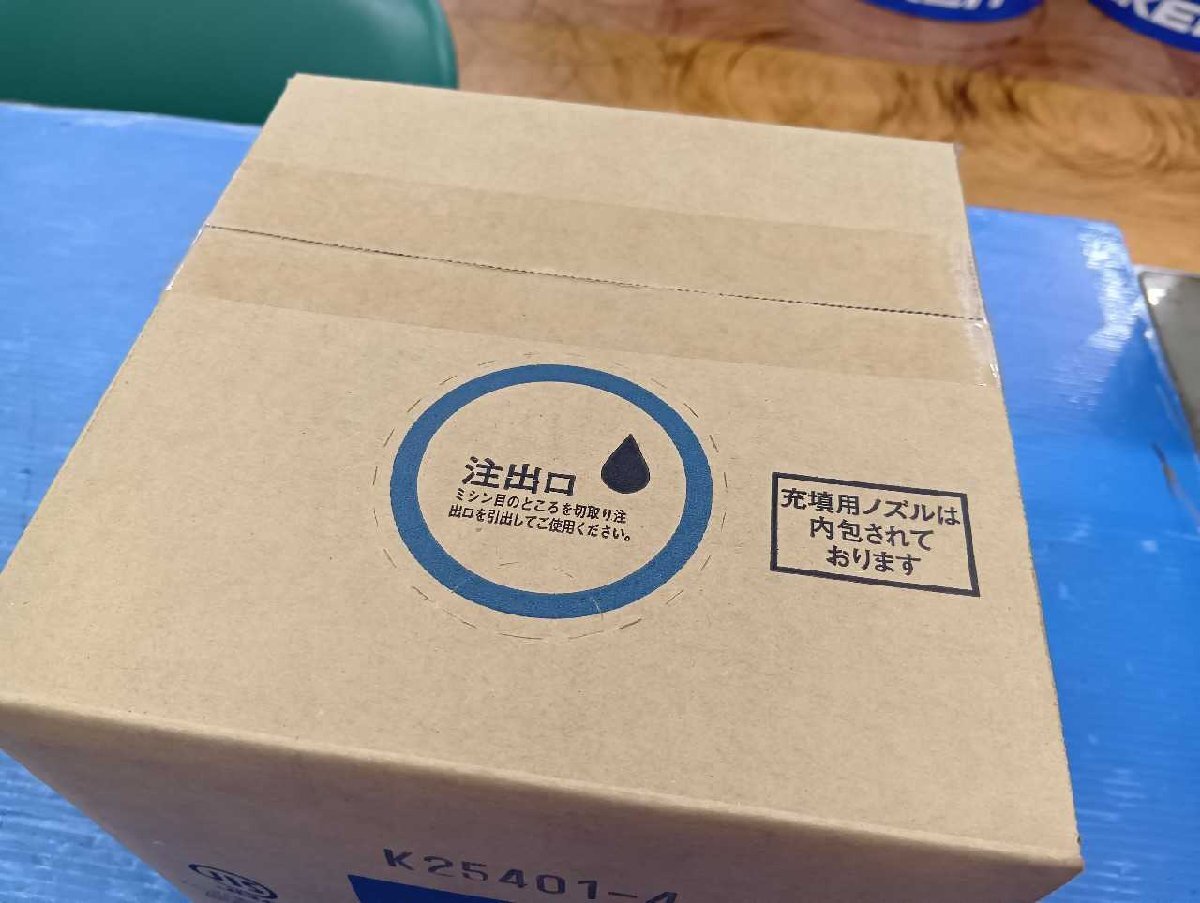 注出口
ミシン目のところを切取り注
出口を引出してご使用ください。
充填用ノズルは
内包されて
おります
K25401-4
JIS